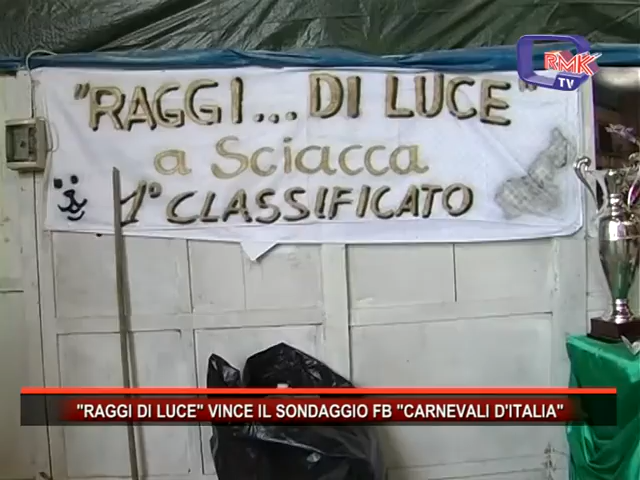 RMK
TV
"RAGGI... DI LUCE"
a Sciacca
1° CLASSIFICATO
"RAGGI DI LUCE" VINCE IL SONDAGGIO FB "CARNEVALI D'ITALIA"